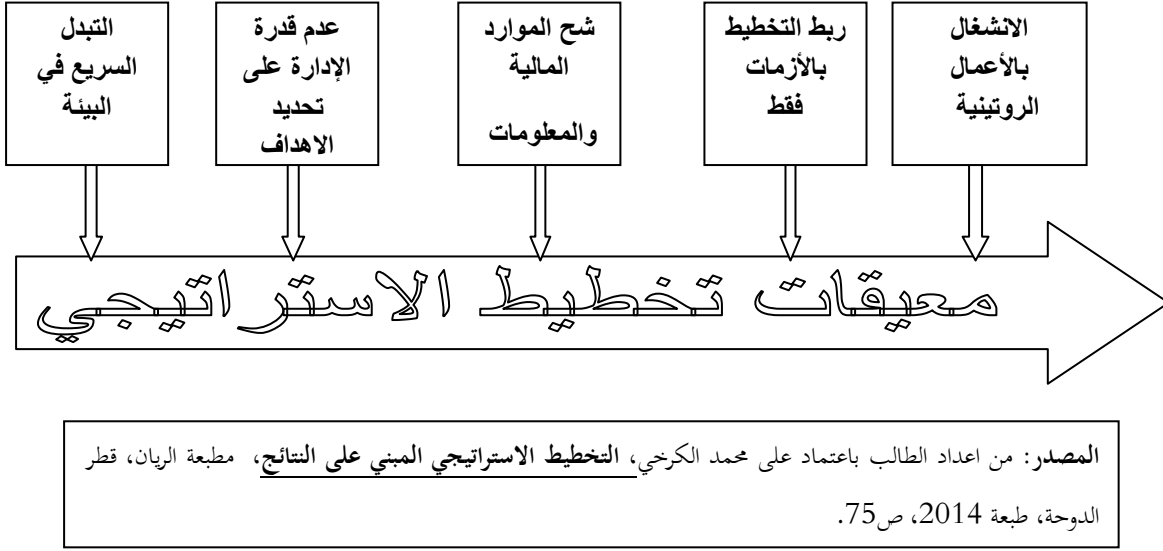 الانشغال
بالأعمال
الروتينية
ربط التخطيط
بالأزمات
فقط
شح الموارد
المالية
والمعلومات
عدم قدرة
الإدارة على
تحديد
الاهداف
التبدل
السريع في
البيئة
معيقات تخطيط الاستراتيجي
المصدر: من اعداد الطالب باعتماد على محمد الكرخي، التخطيط الاستراتيجي المبني على النتائج، مطبعة الريان، قطر
الدوحة، طبعة 2014، ص75.